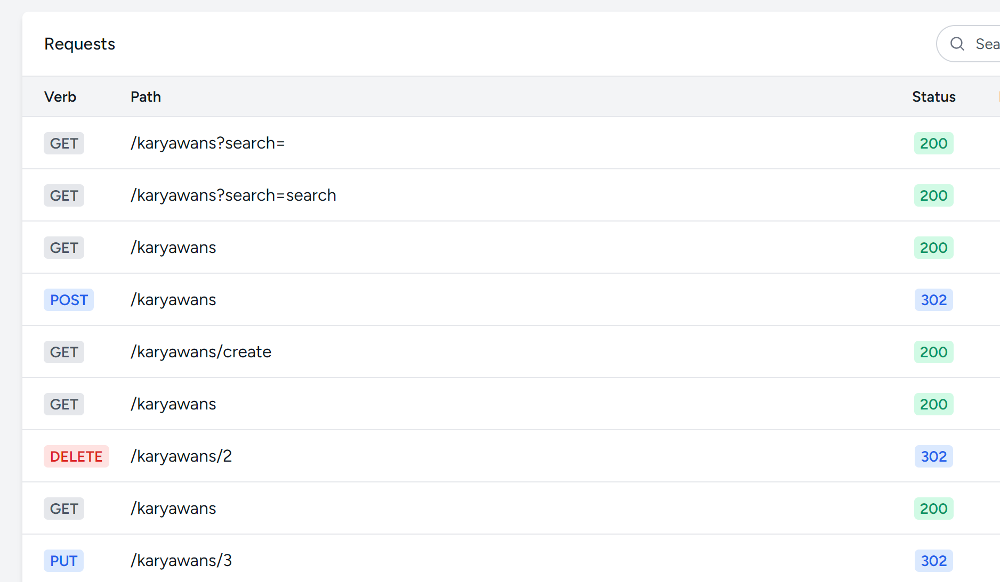 Requests
Sea
Verb Path Status
GET /karyawans?search= 200
GET /karyawans?search=search 200
GET /karyawans 200
POST /karyawans 302
GET /karyawans/create 200
GET /karyawans 200
DELETE /karyawans/2 302
GET /karyawans 200
PUT /karyawans/3 302